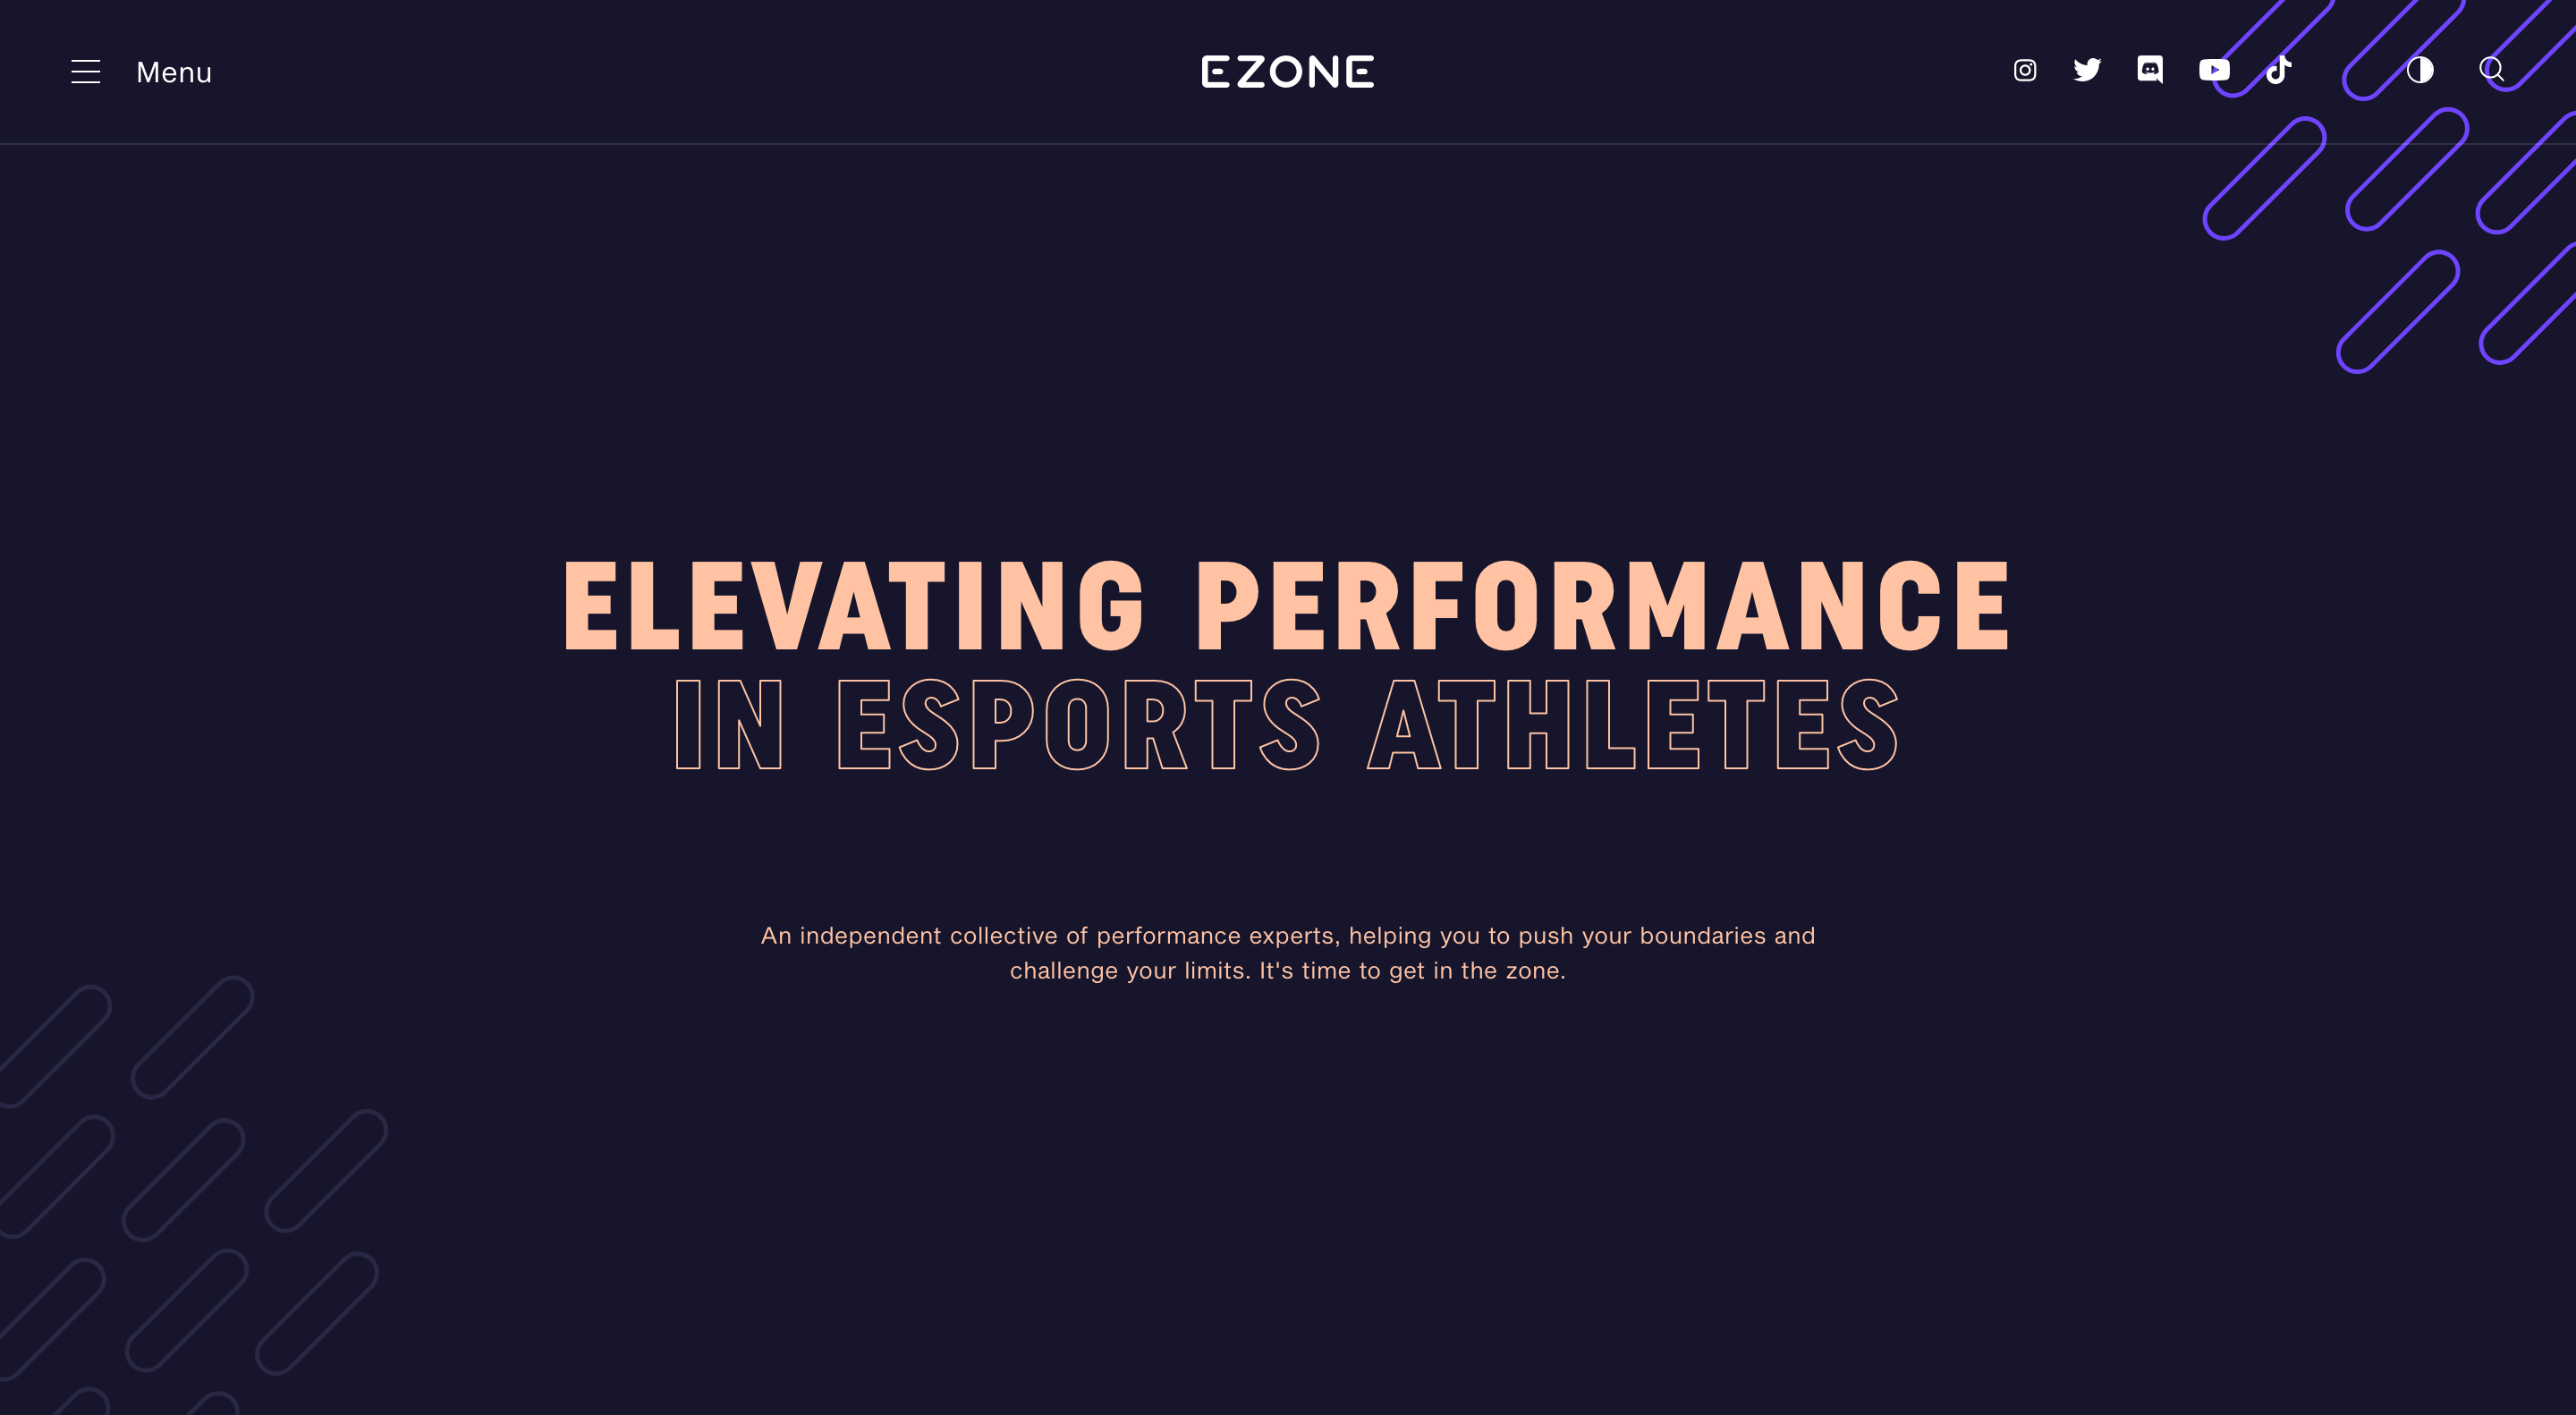 Menu
EZONE
ELEVATING PERFORMANCE
IN ESPORTS ATHLETES
An independent collective of performance experts, helping you to push your boundaries and
challenge your limits. It's time to get in the zone.